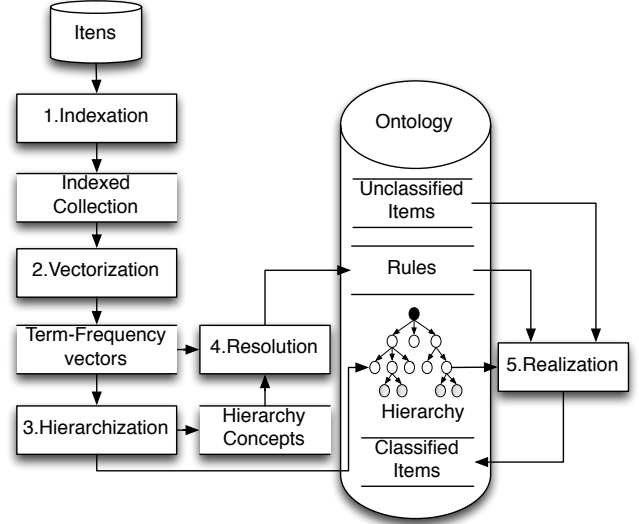 Itens
1.Indexation
Indexed
Collection
2.Vectorization
Term-Frequency
vectors
3.Hierarchization
4.Resolution
Hierarchy
Concepts
Ontology
Unclassified
Items
Rules
Hierarchy
Classified
Items
5.Realization